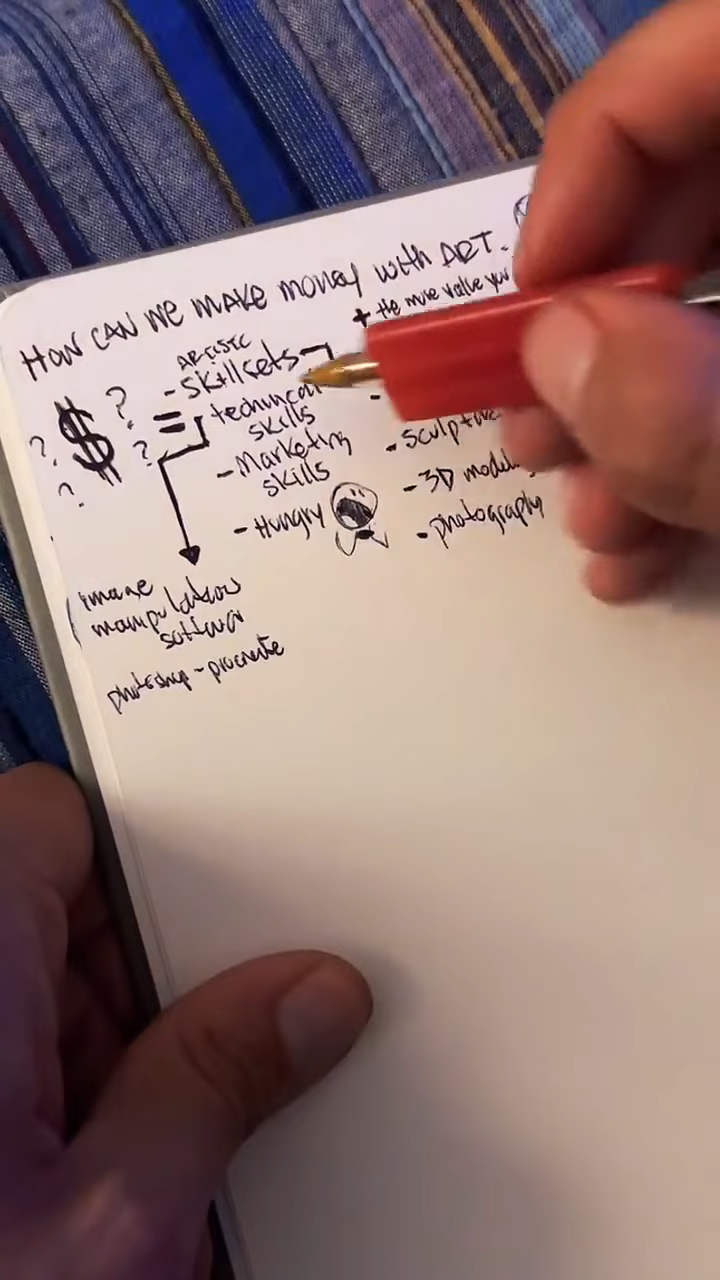 HOW CAN WE MAKE MONEY WITH ART.
+ the more value you
ARTISTIC
- skillsets
$ ? ? ? ?
= technical
skills
- Marketing
skills
- Hungry
-
- sculpture
- 3D model
- photography
image
manipulation
photoshop - procreate